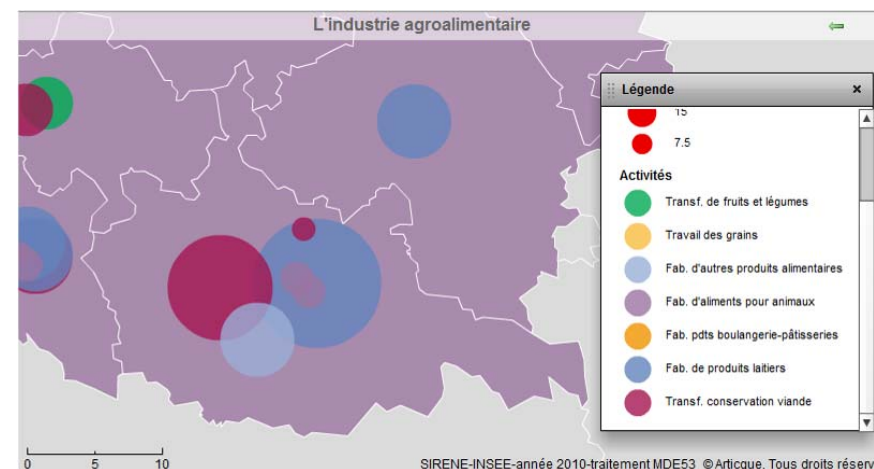 L'industrie agroalimentaire
Légende
×
15
7.5
Activités
Transf. de fruits et légumes
Travail des grains
Fab. d'autres produits alimentaires
Fab. d'aliments pour animaux
Fab. pdts boulangerie-pâtisseries
Fab. de produits laitiers
Transf. conservation viande
0 5 10
SIRENE-INSEE-année 2010-traitement MDE53 © Articque. Tous droits réserv